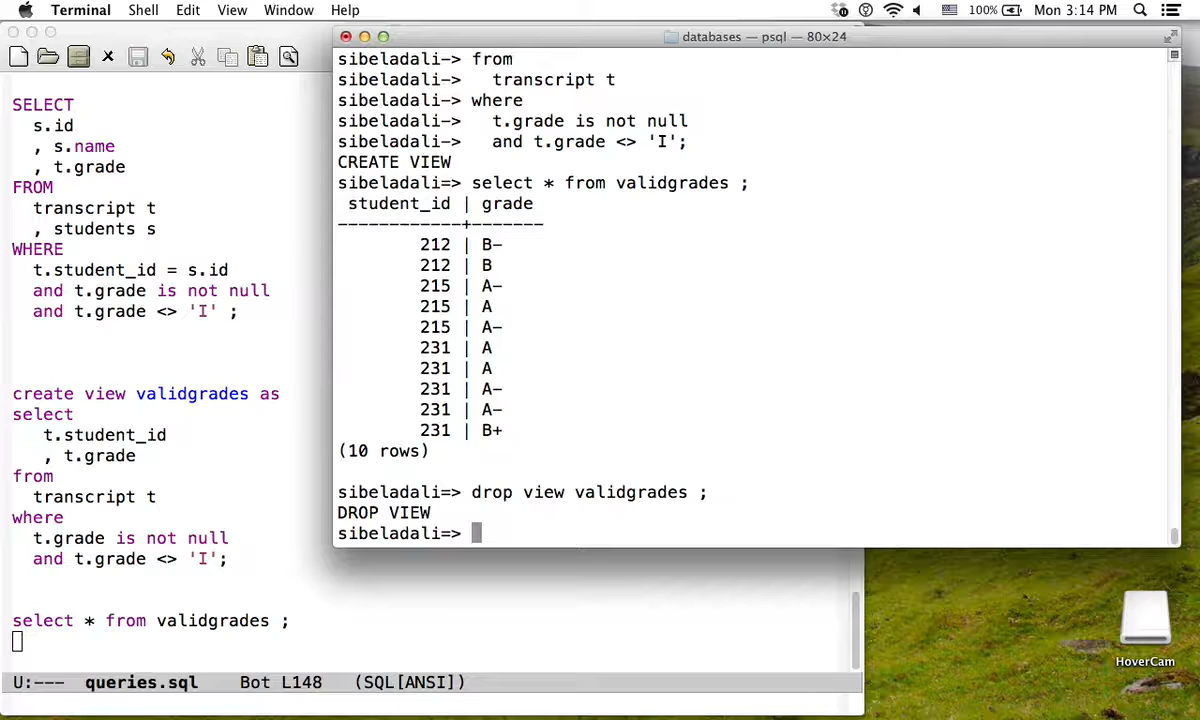 Terminal Shell Edit View Window Help 100% Mon 3:14 PM
SELECT
s.id
, s.name
, t.grade
FROM
transcript t
, students s
WHERE
t.student_id = s.id
and t.grade is not null
and t.grade <> 'I' ;
create view validgrades as
select
t.student_id
, t.grade
from
transcript t
where
t.grade is not null
and t.grade <> 'I';
select * from validgrades ;
U:--- queries.sql Bot L148 (SQL[ANSI])
databases — psql — 80×24
sibeladali-> from
sibeladali-> transcript t
sibeladali-> where
sibeladali-> t.grade is not null
sibeladali-> and t.grade <> 'I';
CREATE VIEW
sibeladali=> select * from validgrades ;
student_id | grade
------------+-------
212 | B-
212 | B
215 | A-
215 | A
215 | A-
231 | A
231 | A
231 | A-
231 | A-
231 | B+
(10 rows)
sibeladali=> drop view validgrades ;
DROP VIEW
sibeladali=>
HoverCam